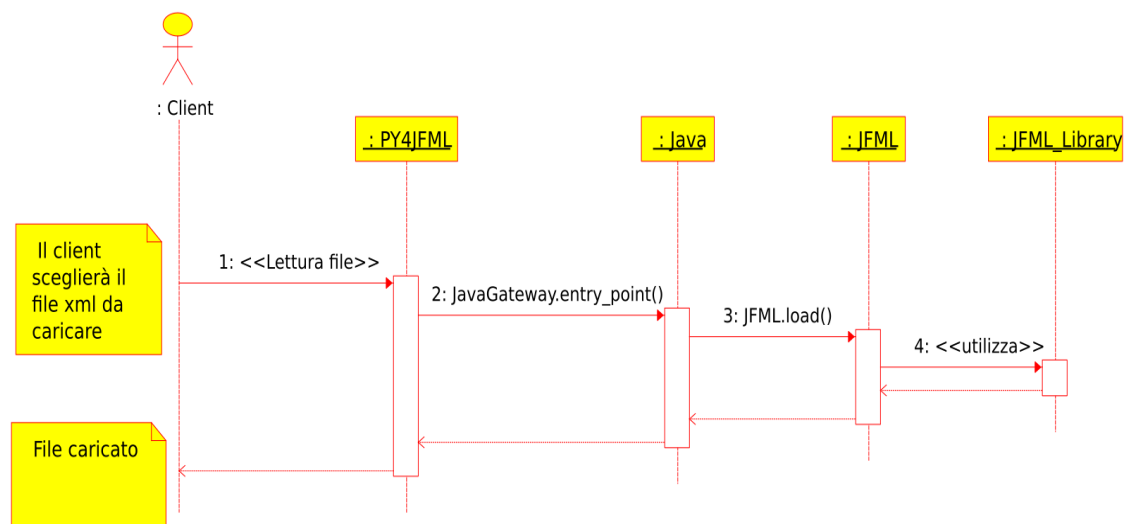 : Client
: PY4JFML
: Java
: JFML
: JFML_Library
Il client
sceglierà il
file xml da
caricare
1: <<Lettura file>>
2: JavaGateway.entry_point()
3: JFML.load()
4: <<utilizza>>
File caricato